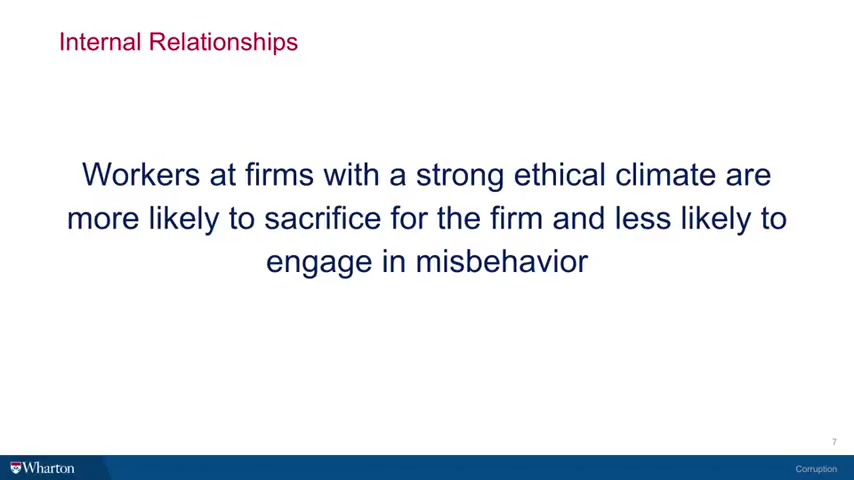 Internal Relationships
Workers at firms with a strong ethical climate are
more likely to sacrifice for the firm and less likely to
engage in misbehavior
7
Wharton
Corruption